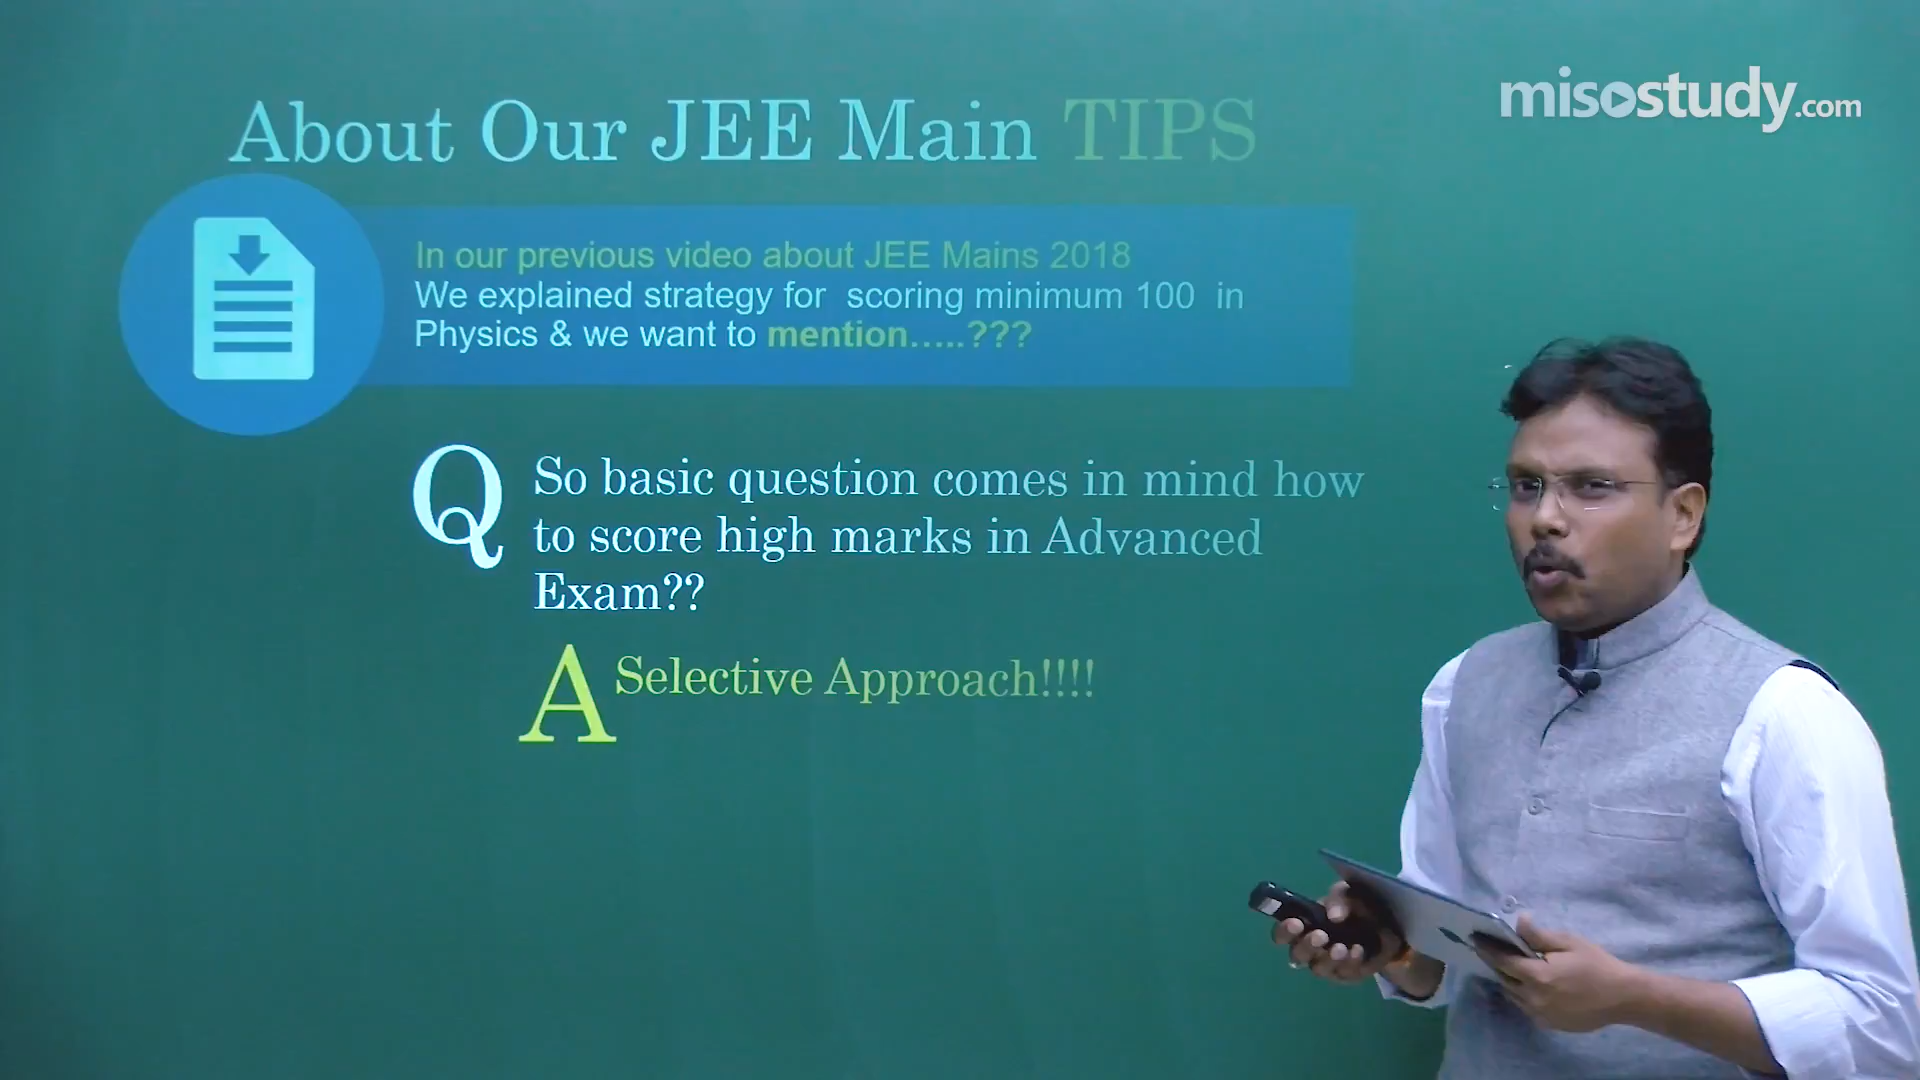 misostudy.com
About Our JEE Main TIPS
In our previous video about JEE Mains 2018
We explained strategy for scoring minimum 100 in
Physics & we want to mention.....???
Q So basic question comes in mind how
to score high marks in Advanced
Exam??
A Selective Approach!!!!